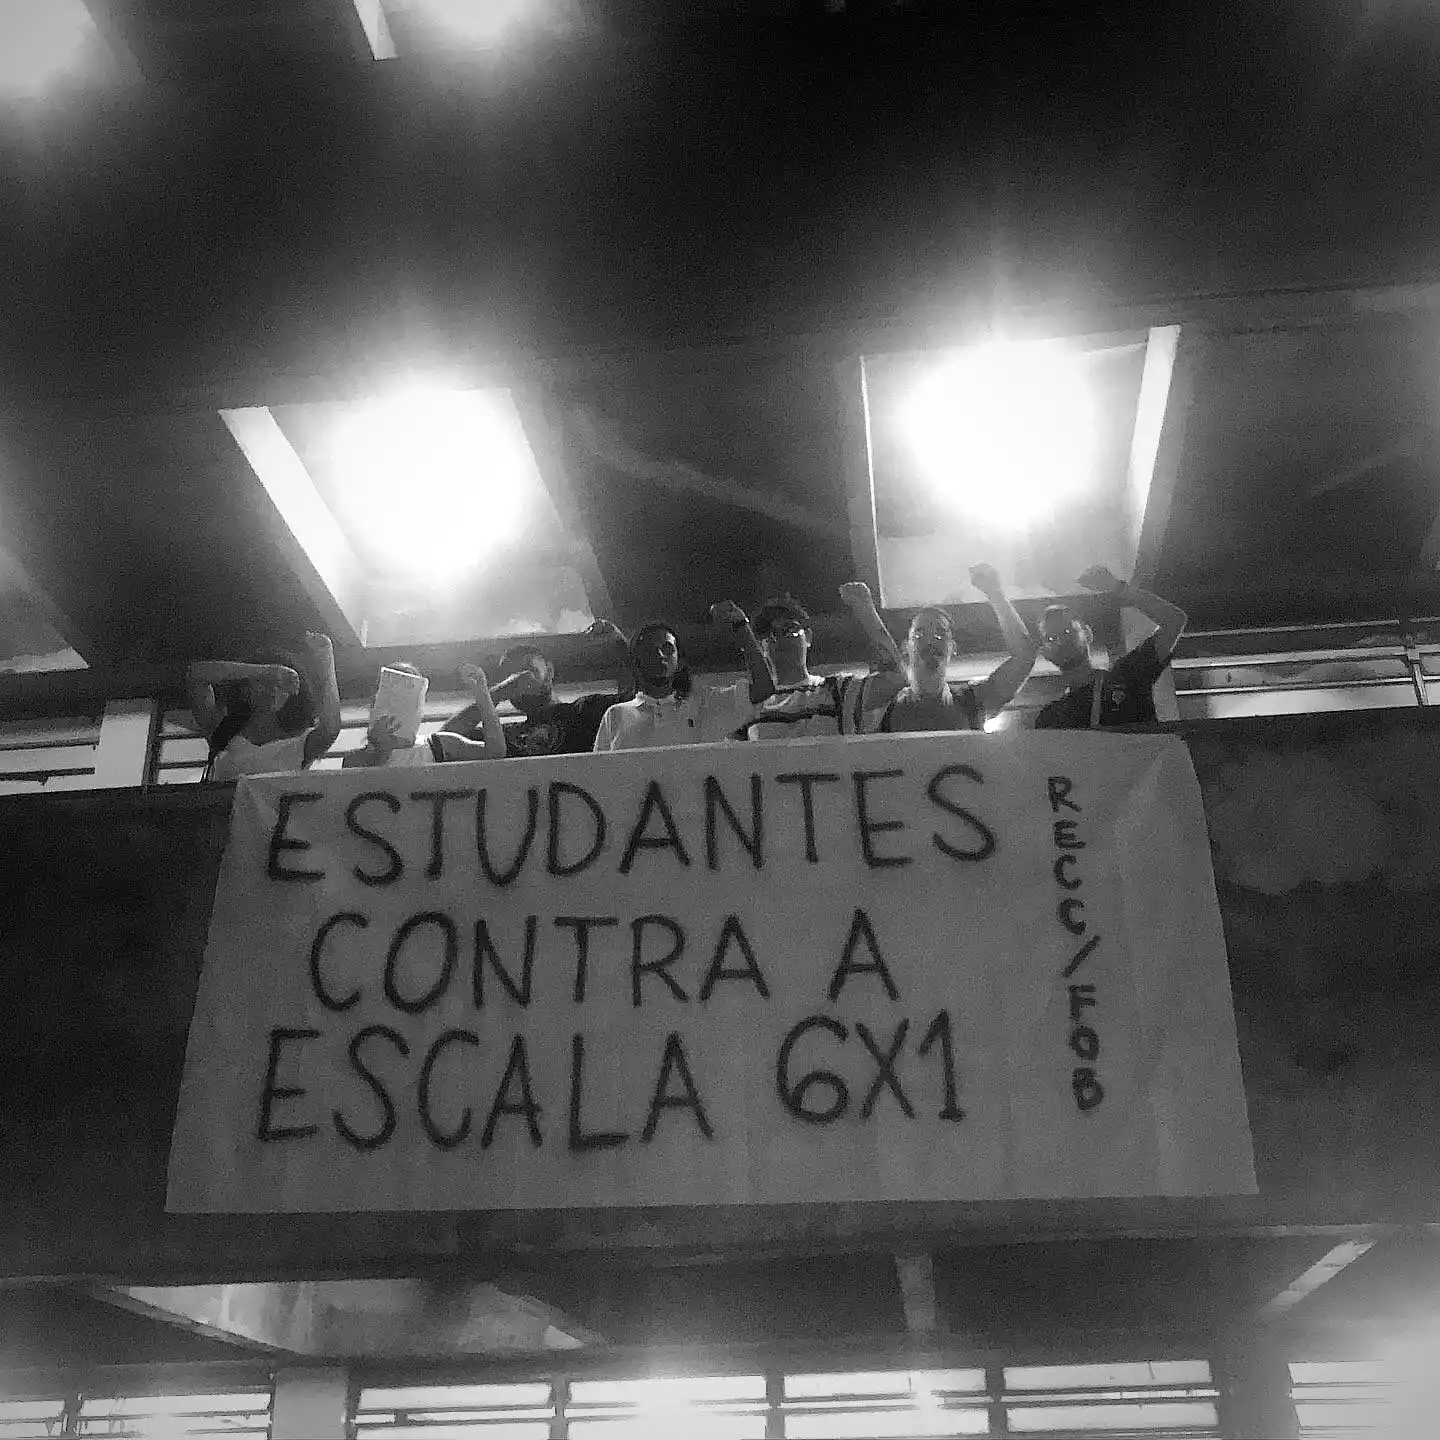 ESTUDANTES
CONTRA A
ESCALA 6X1
RECC/FOB